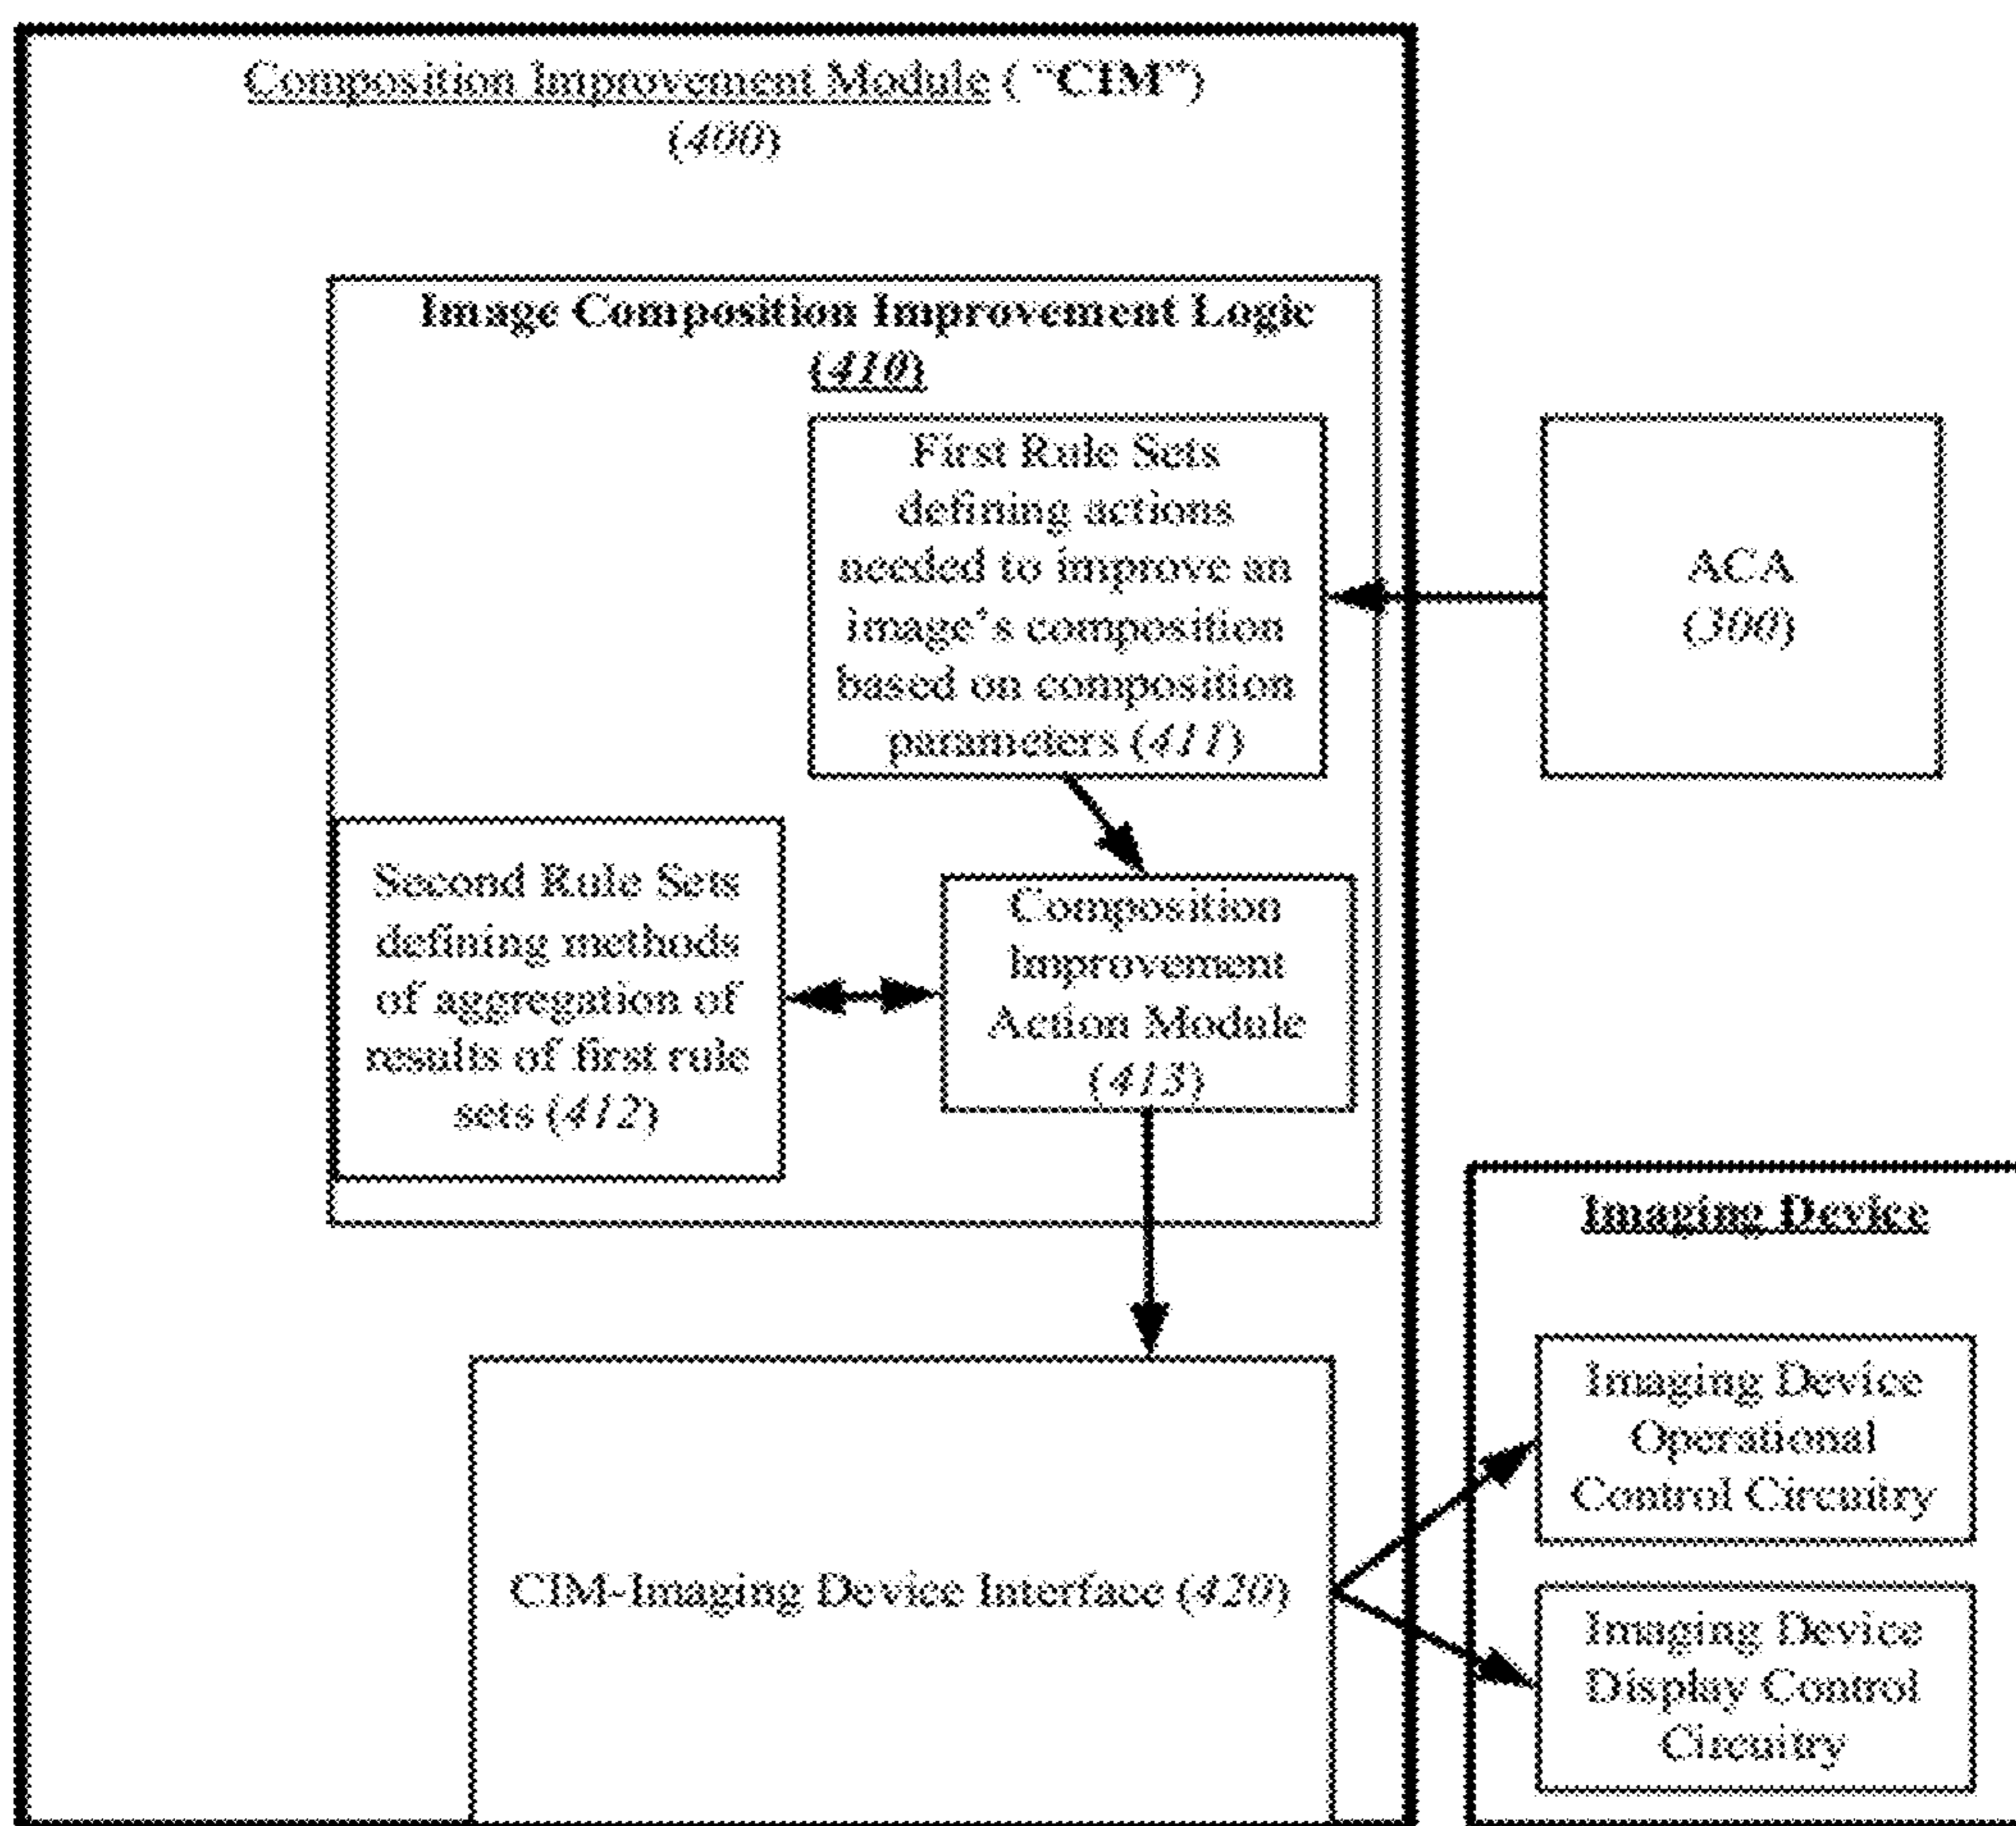 Composition Improvement Module ( "CIM")
(400)
Image Composition Improvement Logic
(410)
First Rule Sets
defining actions
needed to improve an
image's composition
based on composition
parameters (411)
ACA
(300)
Second Rule Sets
defining methods
of aggregation of
results of first rule
sets (412)
Composition
Improvement
Action Module
(413)
Imaging Device
Imaging Device
Operational
Control Circuitry
CIM-Imaging Device Interface (420)
Imaging Device
Display Control
Circuitry